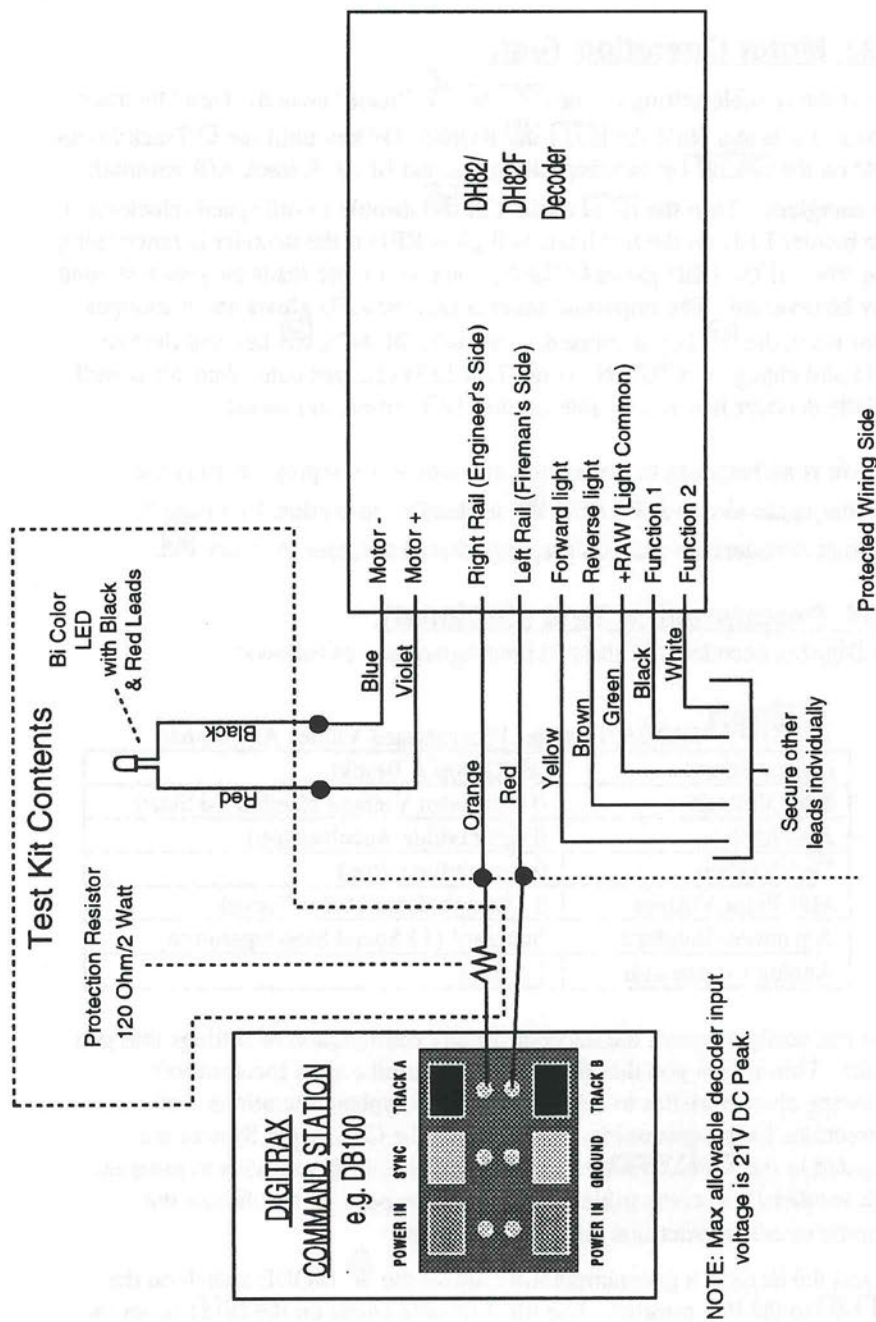 Test Kit Contents
Bi Color
LED
with Black
& Red Leads
Protection Resistor
120 Ohm/2 Watt
Black
Red
Blue
Violet
Orange
Red
Yellow
Brown
Green
Black
White
Motor -
Motor +
Right Rail (Engineer's Side)
Left Rail (Fireman's Side)
Forward light
Reverse light
+RAW (Light Common)
Function 1
Function 2
DH82/
DH82F
Decoder
DIGITRAX
COMMAND STATION
e.g. DB100
POWER IN
SYNC
TRACK A
POWER IN
GROUND
TRACK B
Secure other
leads indvidually
Protected Wiring Side
NOTE: Max allowable decoder input
voltage is 21V DC Peak.